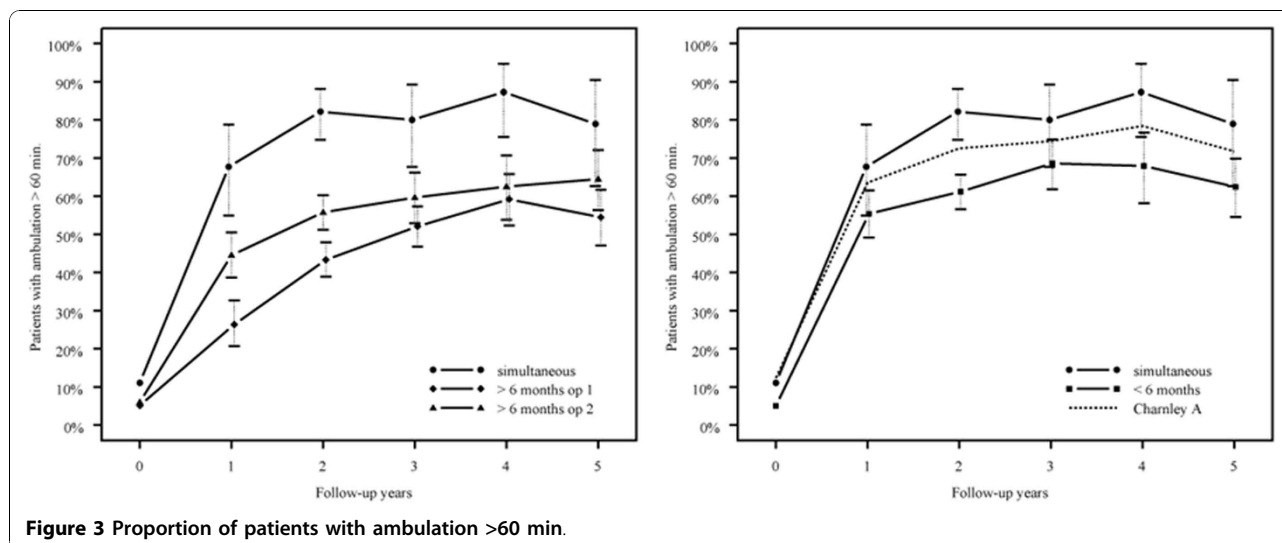 100%
90%
80%
70%
60%
50%
40%
30%
20%
10%
0%
Patients with ambulation > 60 min.
simultaneous
> 6 months op 1
> 6 months op 2
0 1 2 3 4 5
Follow-up years
100%
90%
80%
70%
60%
50%
40%
30%
20%
10%
0%
Patients with ambulation > 60 min.
simultaneous
< 6 months
Charnley A
0 1 2 3 4 5
Follow-up years
Figure 3 Proportion of patients with ambulation >60 min.